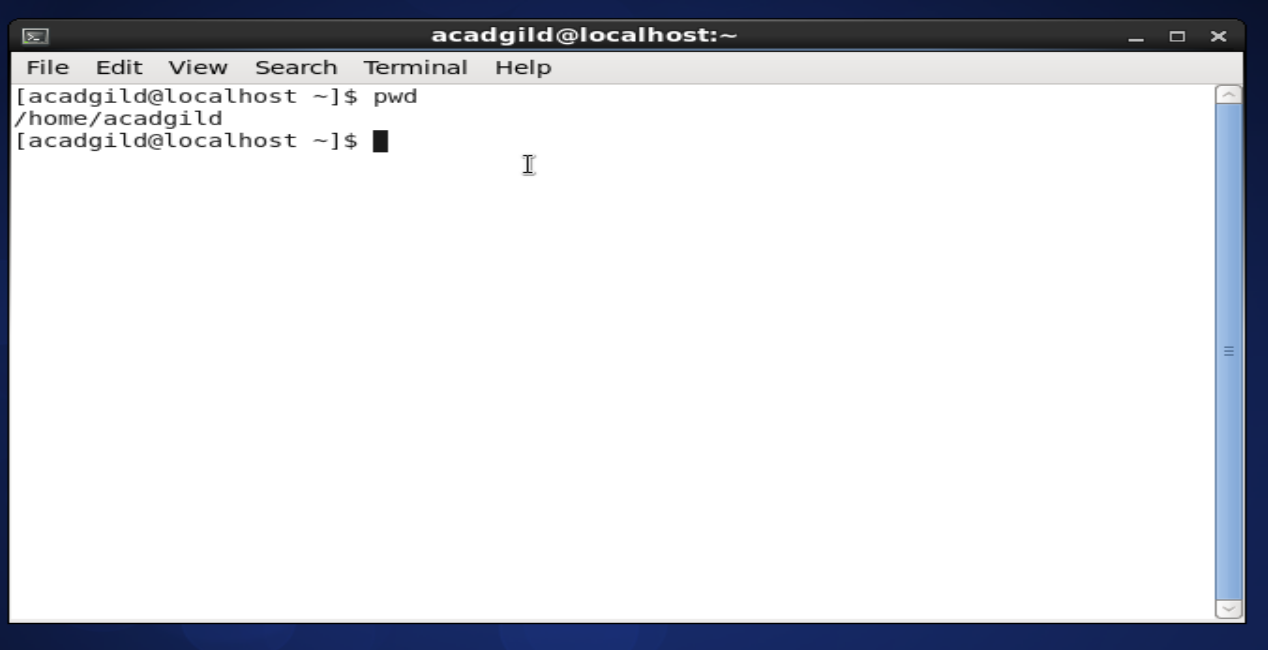 acadgild@localhost:~
File Edit View Search Terminal Help
[acadgild@localhost ~]$ pwd
/home/acadgild
[acadgild@localhost ~]$